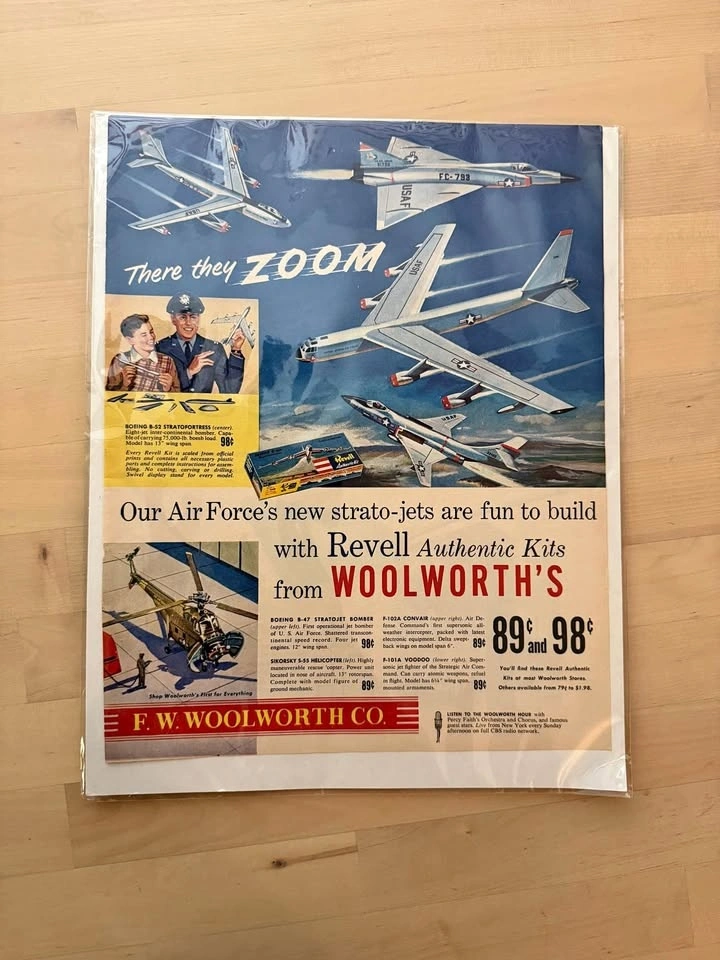 USAF
FC-793
USAF
There they ZOOM
USAF
USAF
BOEING B-52 STRATOFORTRESS (center).
Eight-jet inter-continental bomber. Capa-
ble of carrying 75,000-lb. bomb load.
Model has 13" wing span. 98¢
Every Revell Kit is scaled from official
prints and contains all necessary plastic
parts and complete instructions for assem-
bling. No cutting, carving or drilling.
Swivel display stand for every model.
Revell
Our Air Force's new strato-jets are fun to build
with Revell Authentic Kits
from WOOLWORTH'S
BOEING B-47 STRATOJET BOMBER
(upper left). First operational jet bomber
of U. S. Air Force. Shattered transcon-
tinental speed record. Four jet
engines. 12" wing span. 98¢
SIKORSKY S-55 HELICOPTER (left). Highly
maneuverable rescue 'copter. Power unit
located in nose of aircraft. 13" rotorspan.
Complete with model figure of
ground mechanic. 89¢
F-102A CONVAIR (upper right). Air De-
fense Command's first supersonic all-
weather interceptor, packed with latest
electronic equipment. Delta swept-
back wings on model span 6". 89¢
F-101A VOODOO (lower right). Super-
sonic jet fighter of the Strategic Air Com-
mand. Can carry atomic weapons, refuel
in flight. Model has 6¼" wing span,
mounted armaments. 89¢
89¢ and 98¢
You'll find these Revell Authentic
Kits at most Woolworth Stores.
Others available from 79¢ to $1.98.
Shop Woolworth's First for Everything
F. W. WOOLWORTH CO.
LISTEN TO THE WOOLWORTH HOUR with
Percy Faith's Orchestra and Chorus, and famous
guest stars. Live from New York every Sunday
afternoon on full CBS radio network.